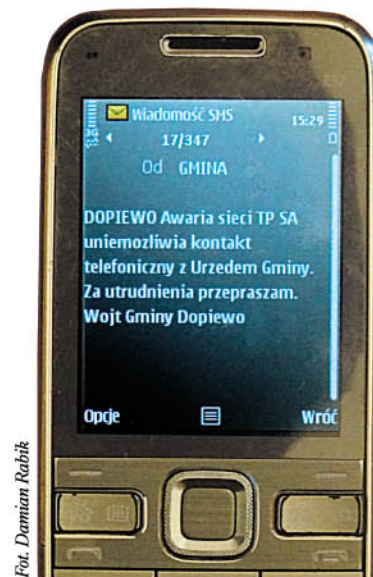 Wiadomość SMS
15:29
3G
17/347
Od GMINA
DOPIEWO Awaria sieci TP SA
uniemozliwia kontakt
telefoniczny z Urzedem Gminy.
Za utrudnienia przepraszam.
Wojt Gminy Dopiewo
Opcje
Wróć
Fot. Damian Rabik